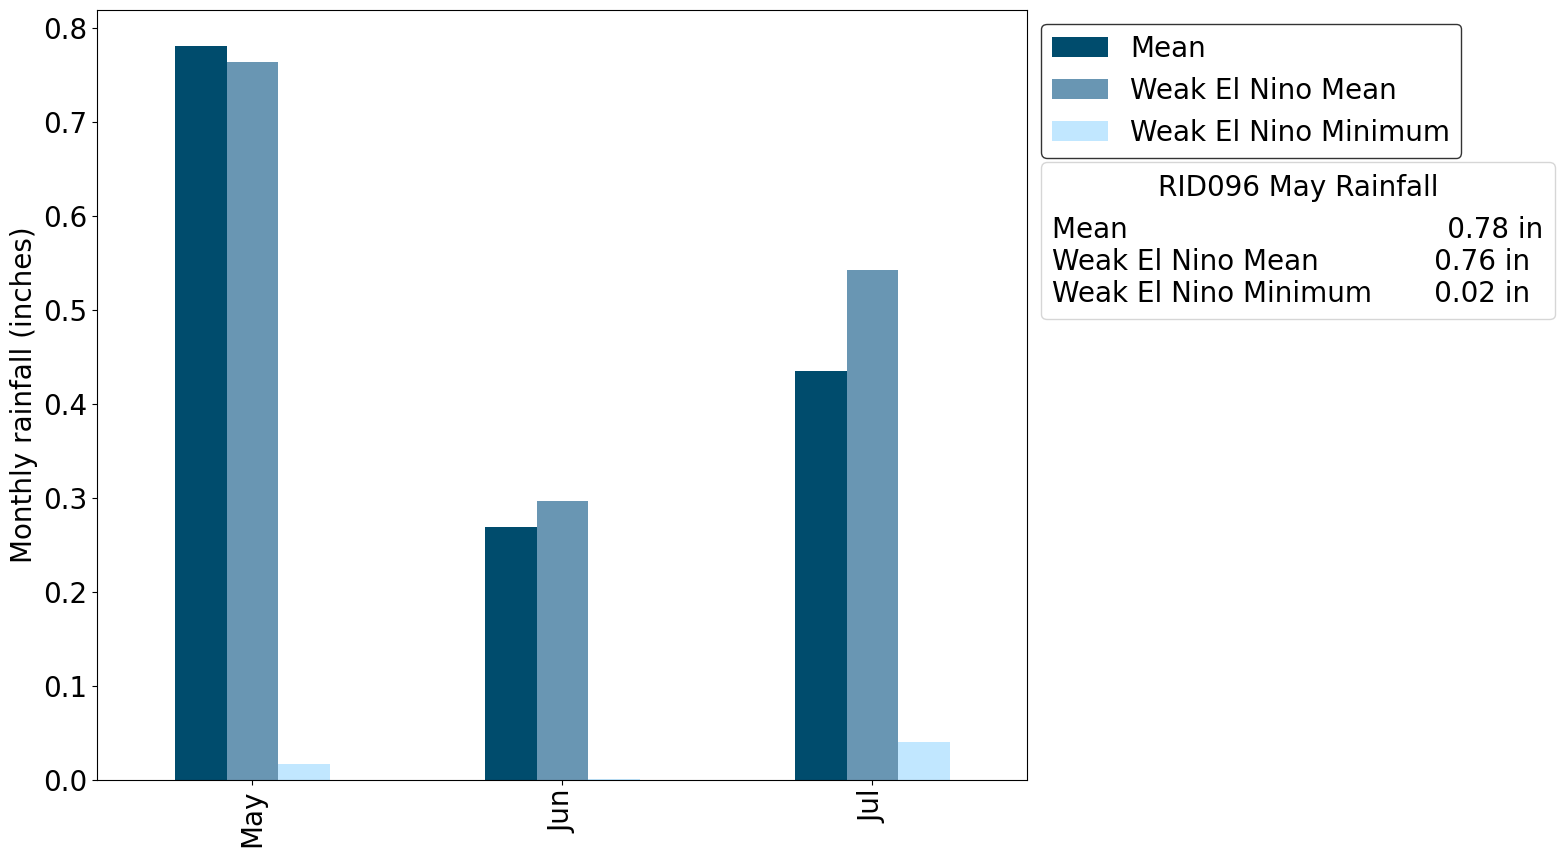 Monthly rainfall (inches)
0.8
0.7
0.6
0.5
0.4
0.3
0.2
0.1
0.0
May
Jun
Jul
Mean
Weak El Nino Mean
Weak El Nino Minimum
RID096 May Rainfall
Mean 0.78 in
Weak El Nino Mean 0.76 in
Weak El Nino Minimum 0.02 in